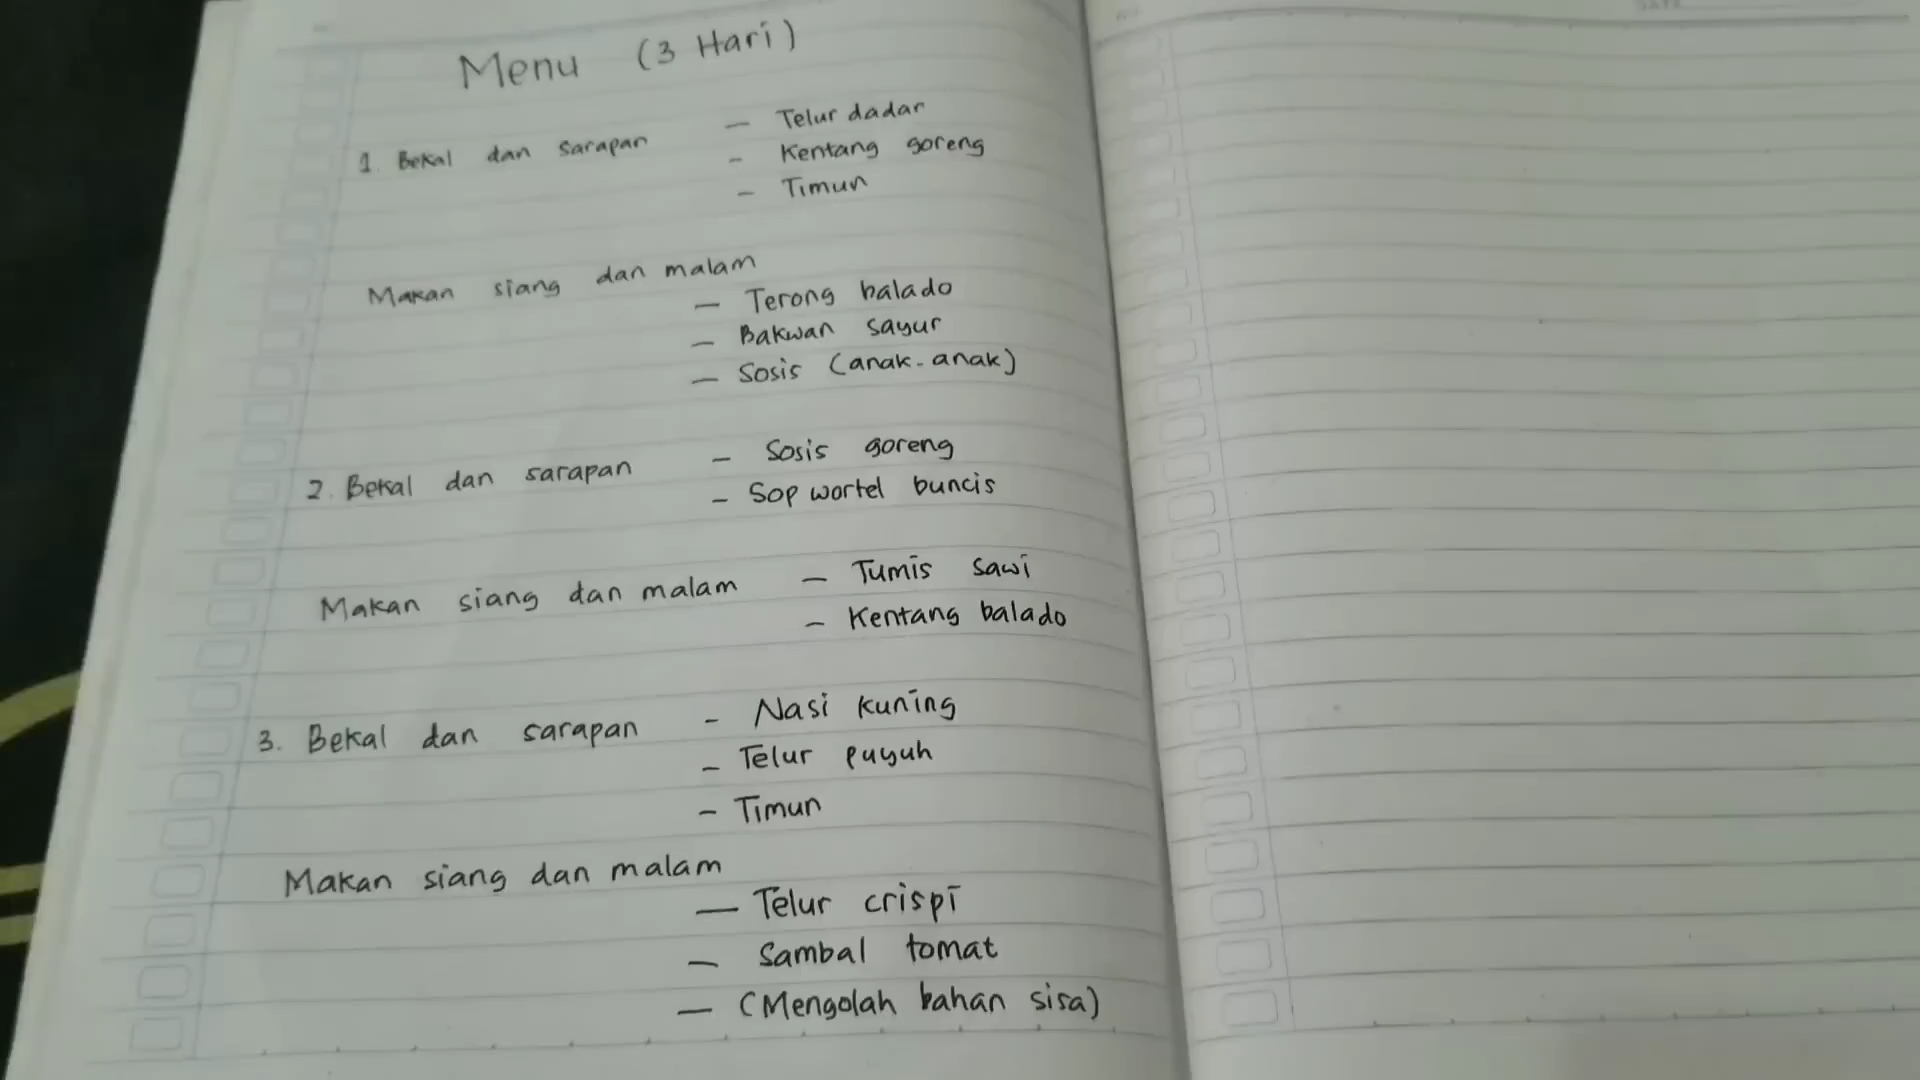 Menu (3 Hari)
1. Bekal dan sarapan — Telur dadar
- Kentang goreng
- Timun
Makan siang dan malam
— Terong balado
— Bakwan sayur
— Sosis (anak-anak)
2. Bekal dan sarapan — Sosis goreng
- Sop wortel buncis
Makan siang dan malam — Tumis sawi
- Kentang balado
3. Bekal dan sarapan - Nasi kuning
- Telur puyuh
- Timun
Makan siang dan malam
— Telur crispi
— Sambal tomat
— (Mengolah bahan sisa)